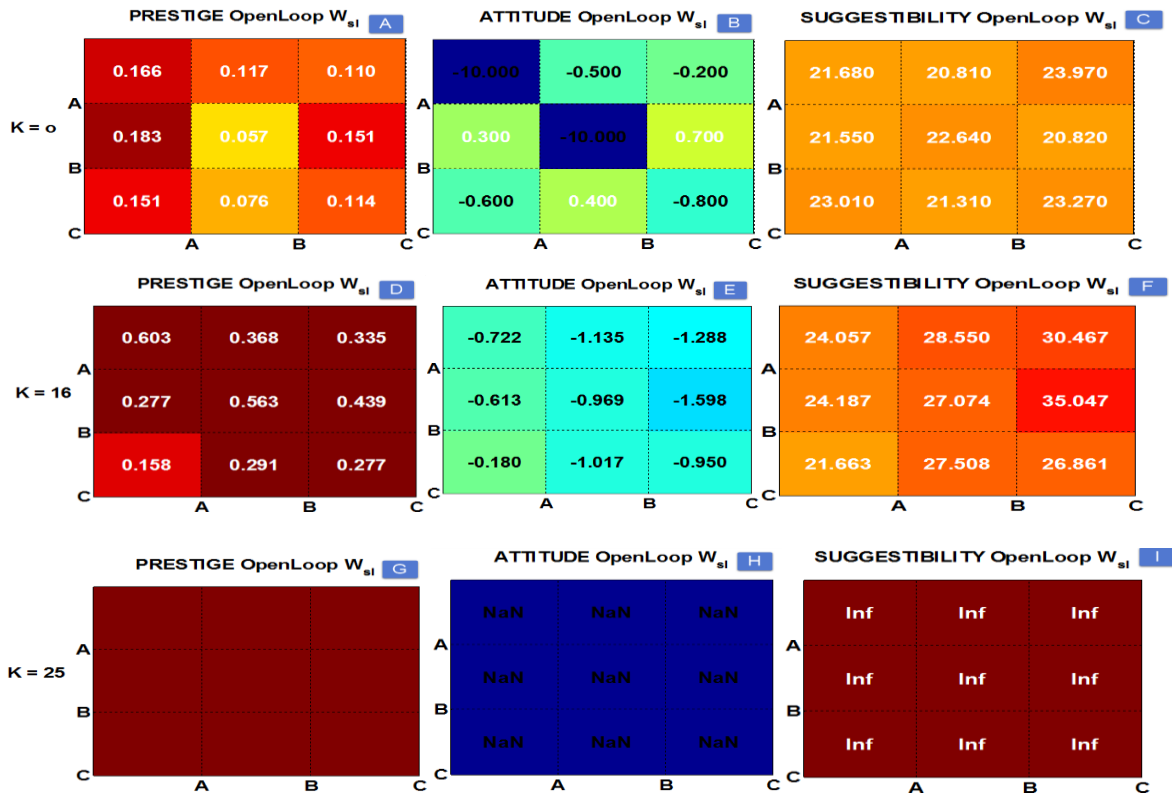 PRESTIGE OpenLoop Wsl A
ATTITUDE OpenLoop Wsl B
SUGGESTIBILITY OpenLoop Wsl C
0.166 0.117 0.110
-10.000 -0.500 -0.200
21.680 20.810 23.970
A A A
K = o
0.183 0.057 0.151
0.300 -10.000 0.700
21.550 22.640 20.820
B B B
0.151 0.076 0.114
-0.600 0.400 -0.800
23.010 21.310 23.270
C C C
A B C
A B C
A B C
PRESTIGE OpenLoop Wsl D
ATTITUDE OpenLoop Wsl E
SUGGESTIBILITY OpenLoop Wsl F
0.603 0.368 0.335
-0.722 -1.135 -1.288
24.057 28.550 30.467
A A A
K = 16
0.277 0.563 0.439
-0.613 -0.969 -1.598
24.187 27.074 35.047
B B B
0.158 0.291 0.277
-0.180 -1.017 -0.950
21.663 27.508 26.861
C C C
A B C
A B C
A B C
PRESTIGE OpenLoop Wsl G
ATTITUDE OpenLoop Wsl H
SUGGESTIBILITY OpenLoop Wsl I
NaN NaN NaN
Inf Inf Inf
A A A
K = 25
NaN NaN NaN
Inf Inf Inf
B B B
NaN NaN NaN
Inf Inf Inf
C C C
A B C
A B C
A B C